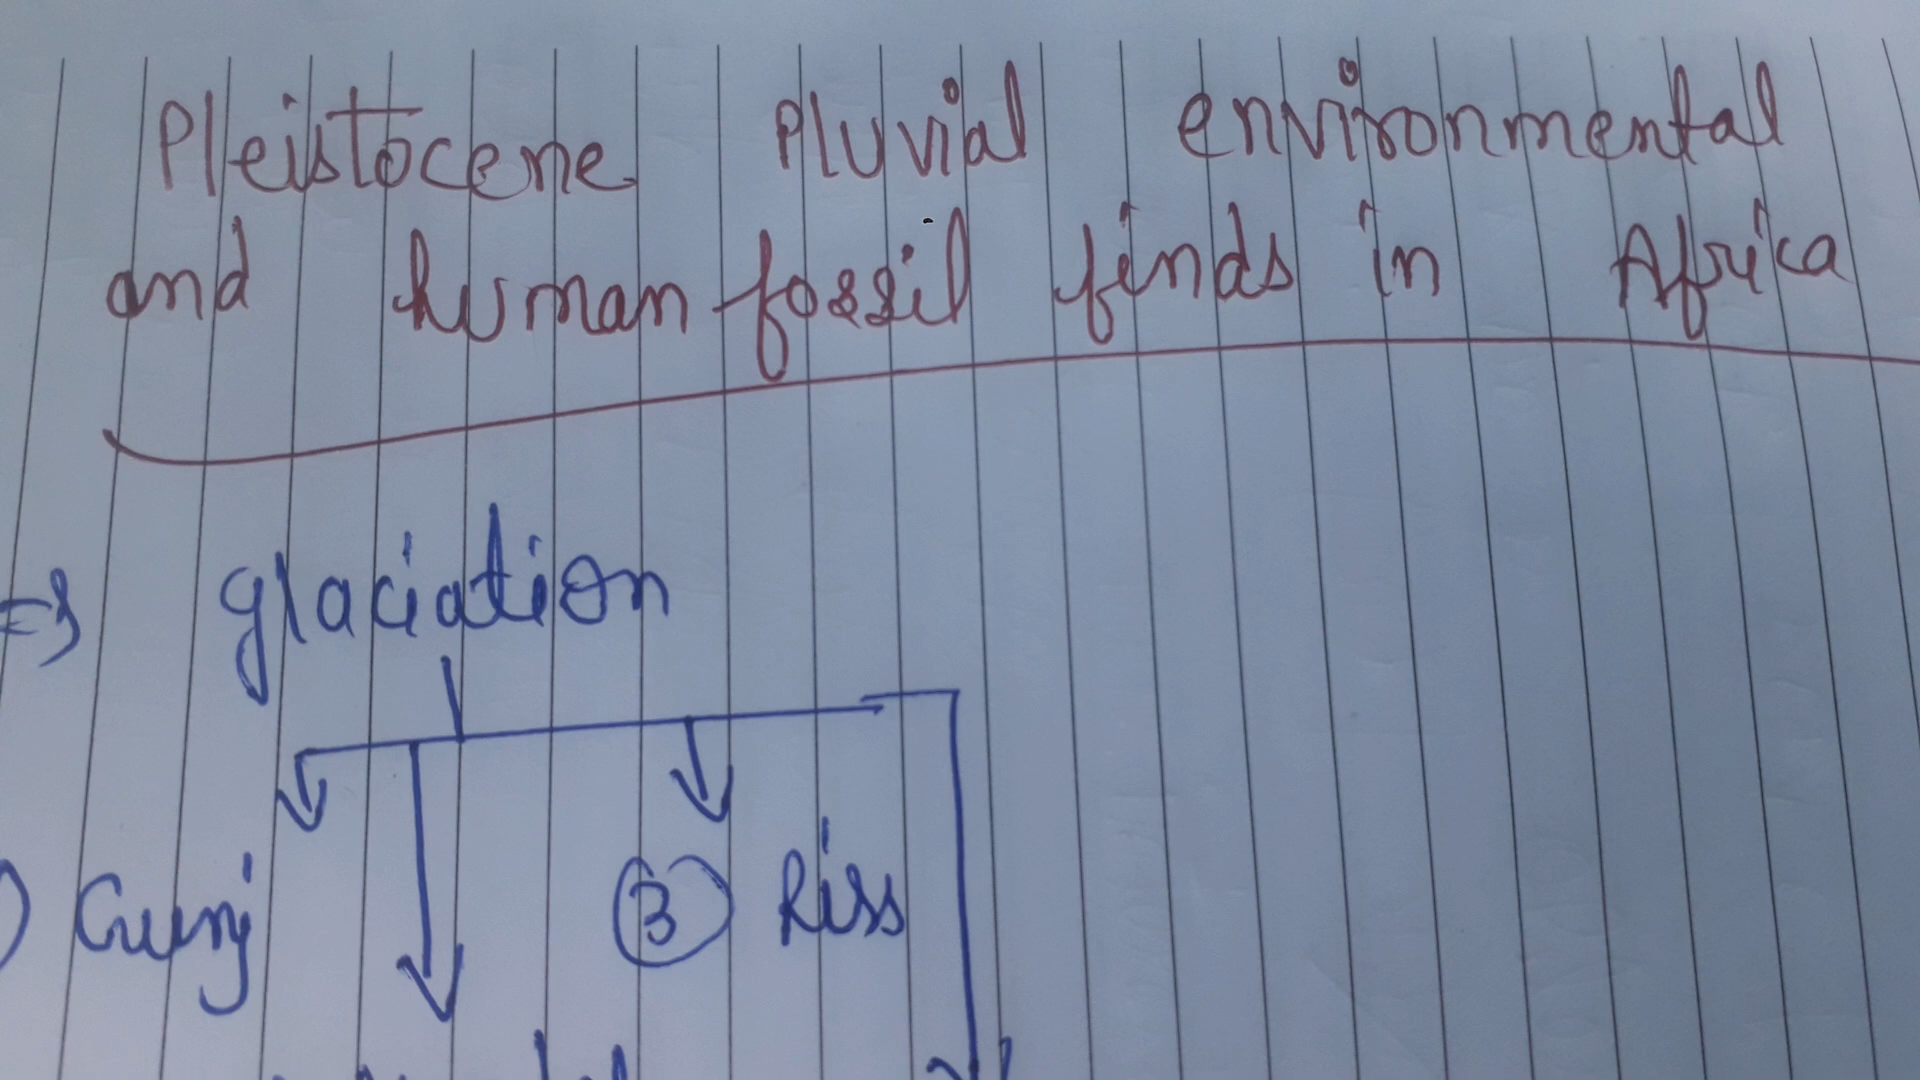 Pleistocene Pluvial environmental
and human fossil finds in Africa
=> glaciation
Gunj
③ Riss